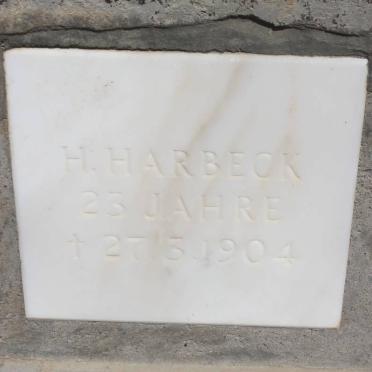 H. HARBECK
23 JAHRE
† 27.3.1904